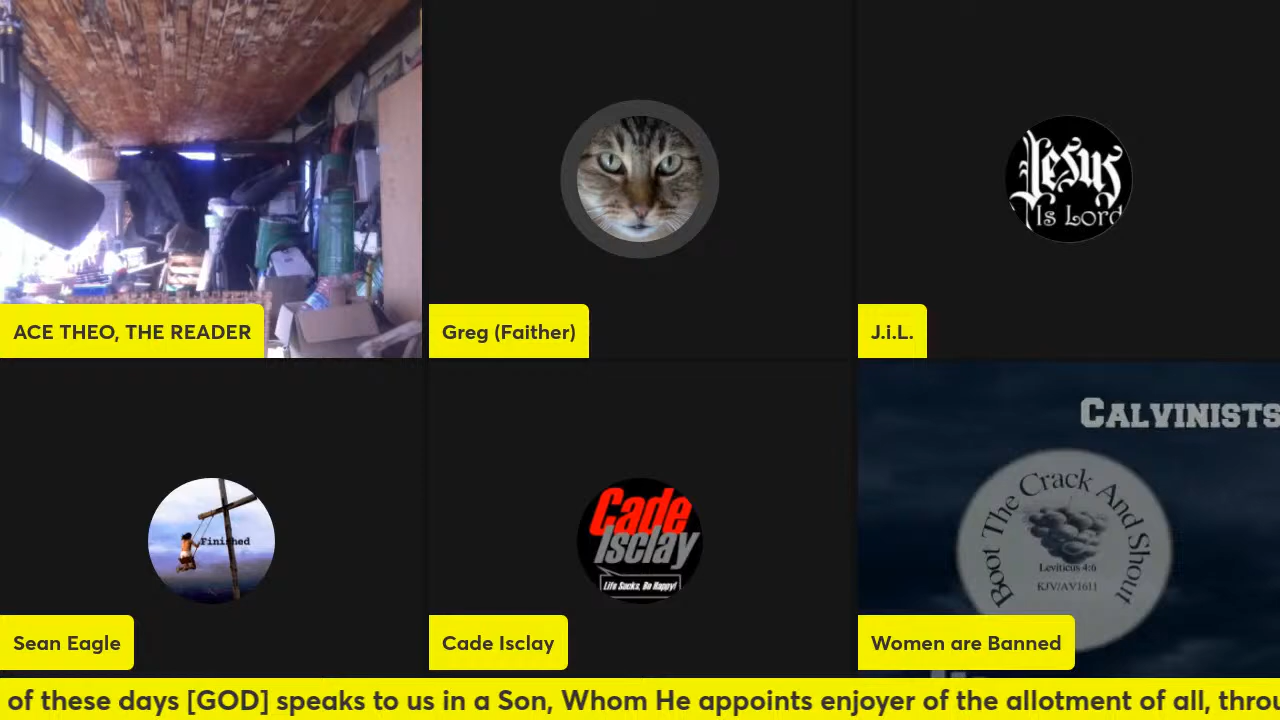 Jesus
Is Lord
ACE THEO, THE READER
Greg (Faither)
J.i.L.
Finished
Cade
Isclay
Life Sucks, Be Happy!
CALVINISTS
Boot The Crack And Shout
Leviticus 4:6
KJV/AV1611
Sean Eagle
Cade Isclay
Women are Banned
of these days [GOD] speaks to us in a Son, Whom He appoints enjoyer of the allotment of all, throu